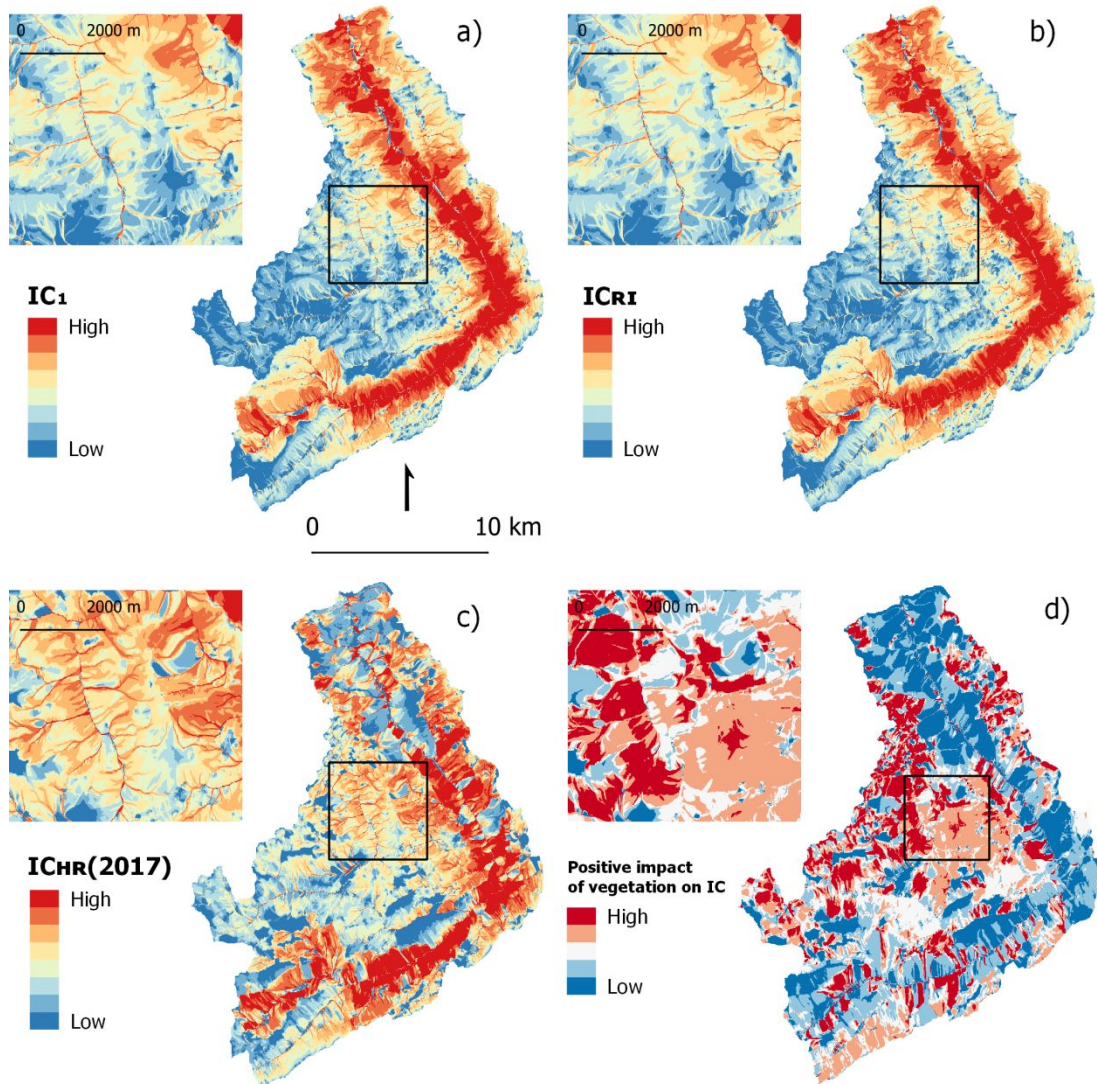 0 2000 m
a)
IC1
High
Low
0 2000 m
b)
ICRI
High
Low
0 10 km
0 2000 m
c)
ICHR(2017)
High
Low
0 2000 m
d)
Positive impact
of vegetation on IC
High
Low